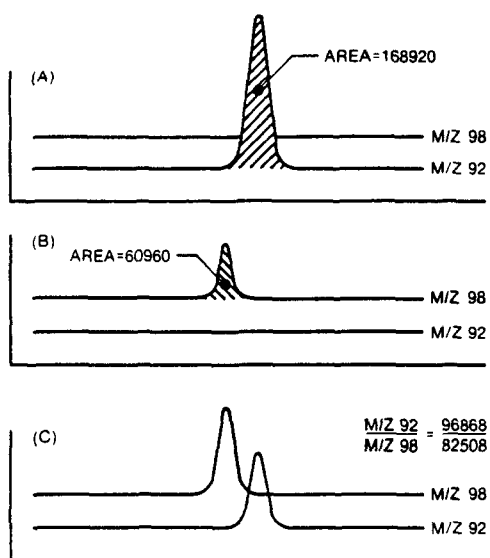 (A)
AREA=168920
M/Z 98
M/Z 92
(B)
AREA=60960
M/Z 98
M/Z 92
(C)
M/Z 92 = 96868
M/Z 98 82508
M/Z 98
M/Z 92